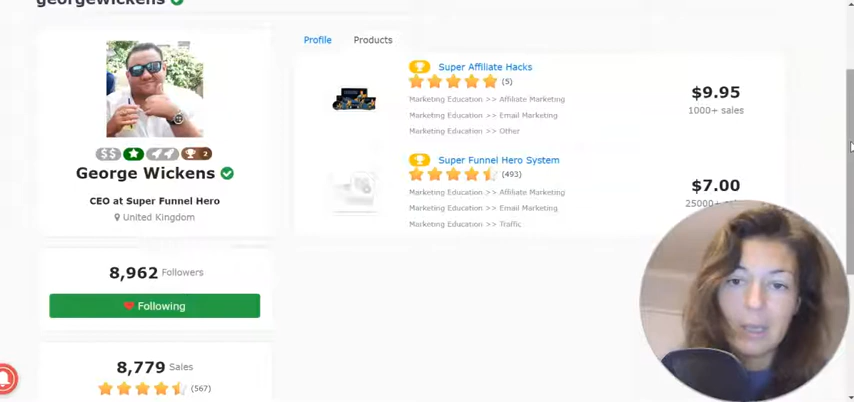 georgewickens
Profile Products
Super Affiliate Hacks
(5)
Marketing Education >> Affiliate Marketing
Marketing Education >> Email Marketing
Marketing Education >> Other
$9.95
1000+ sales
Super Funnel Hero System
(493)
Marketing Education >> Affiliate Marketing
Marketing Education >> Email Marketing
Marketing Education >> Traffic
$7.00
25000+
$$
2
George Wickens
CEO at Super Funnel Hero
United Kingdom
8,962 Followers
Following
8,779 Sales
(567)